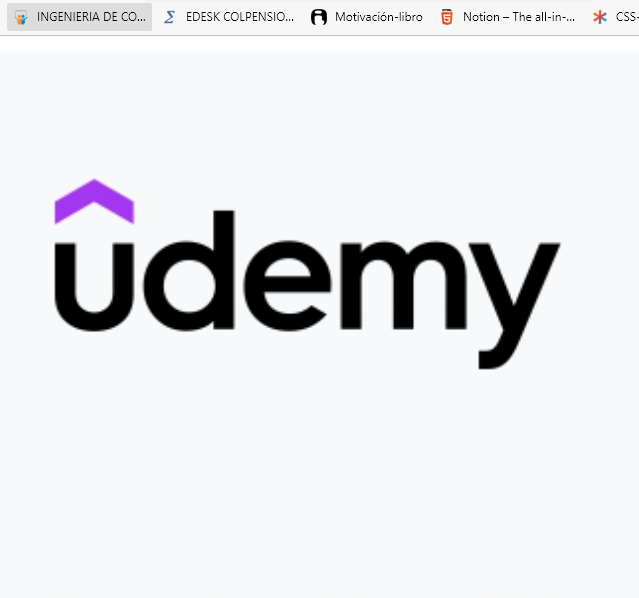 INGENIERIA DE CO... EDESK COLPENSIO... Motivación-libro Notion – The all-in-... CSS-
udemy